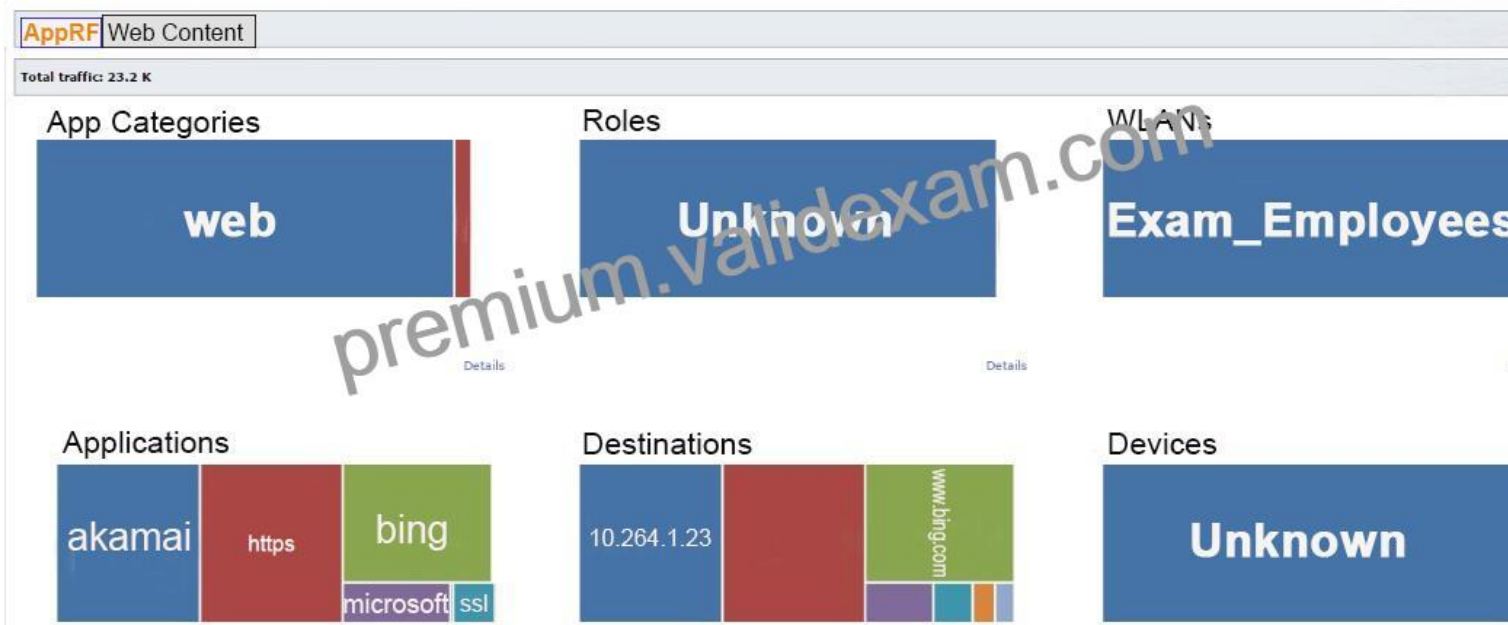 AppRF Web Content
Total traffic: 23.2 K
App Categories
Roles
WLANs
web
Unknown
Exam_Employees
premium.validexam.com
Details
Details
Applications
Destinations
Devices
akamai
https
bing
microsoft
ssl
10.264.1.23
www.bing.com
Unknown